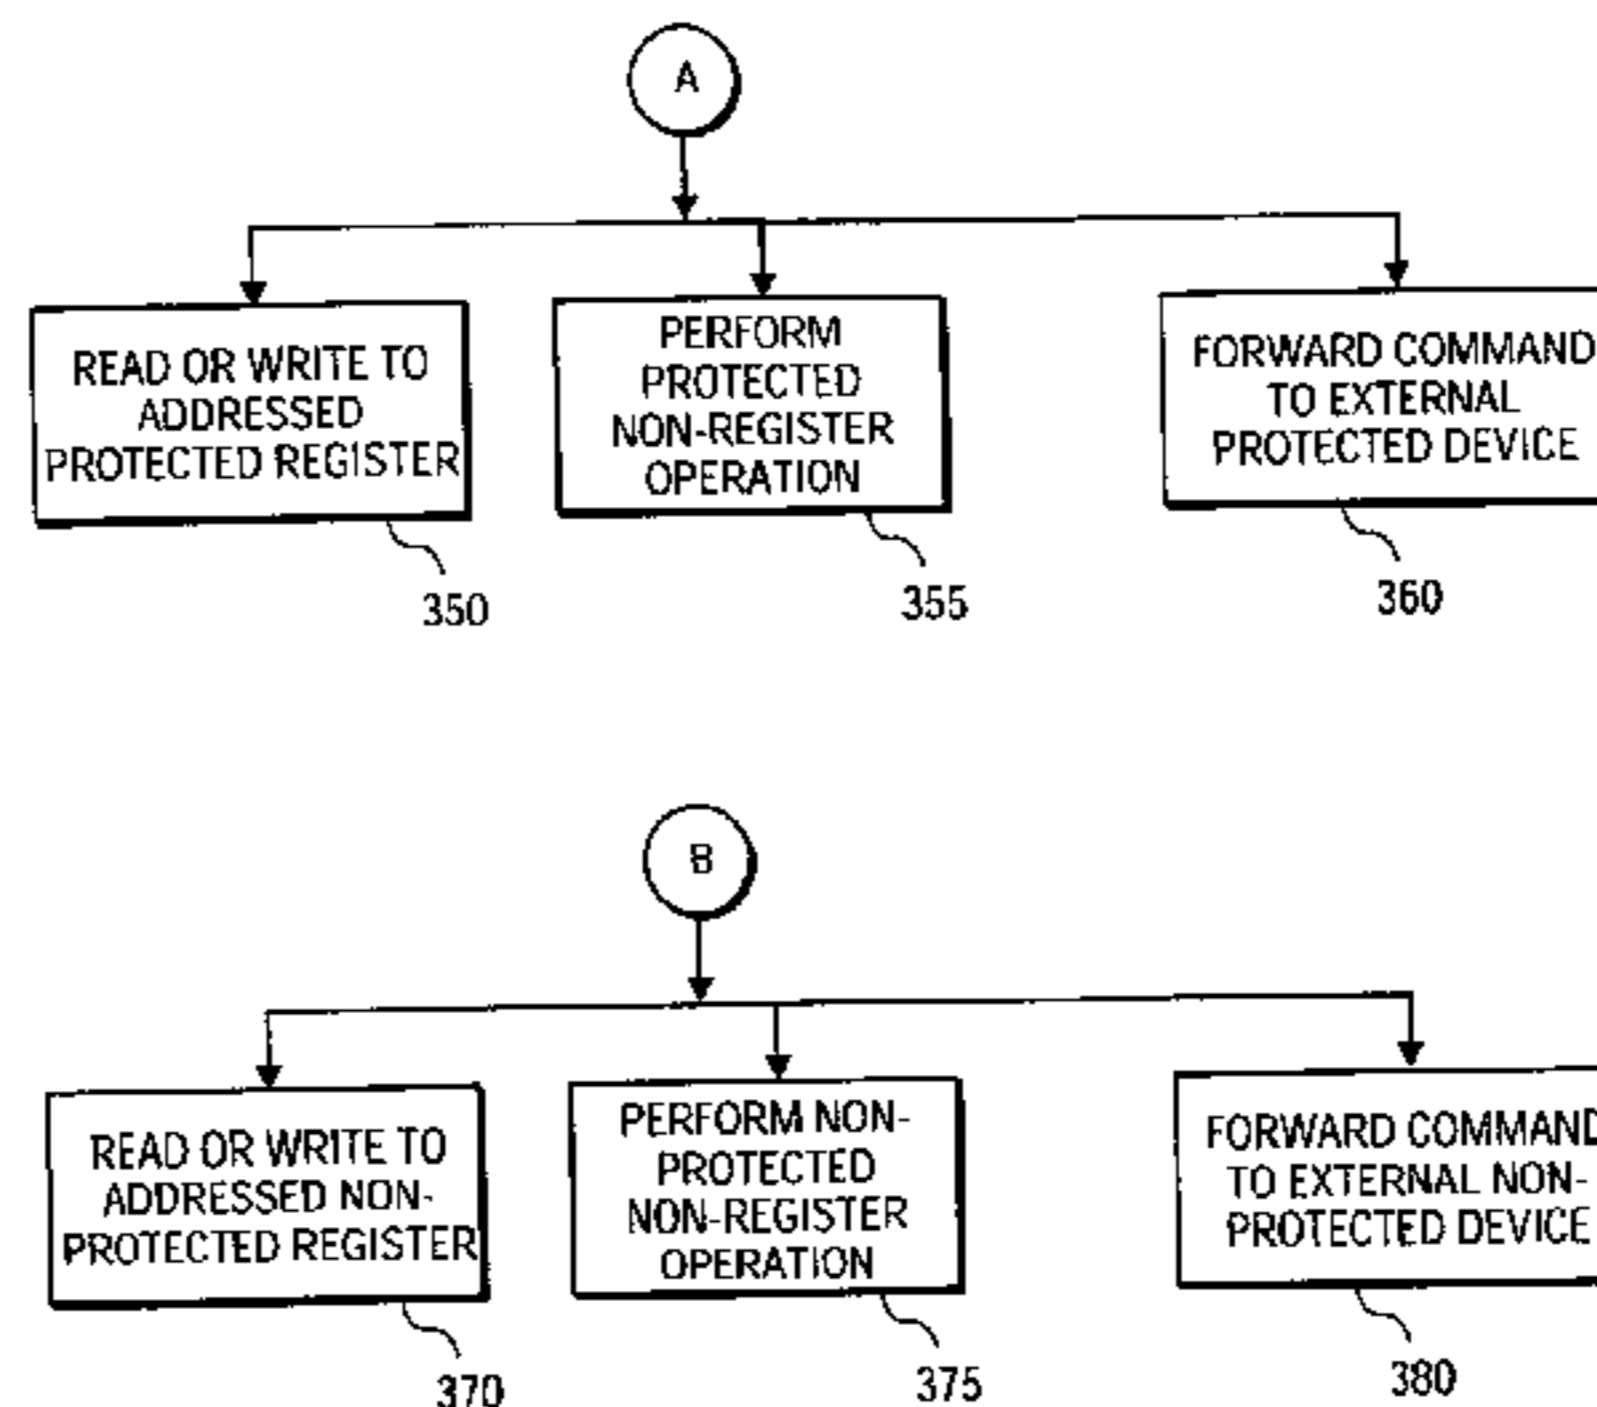 A
READ OR WRITE TO
ADDRESSED
PROTECTED REGISTER
350
PERFORM
PROTECTED
NON-REGISTER
OPERATION
355
FORWARD COMMAND
TO EXTERNAL
PROTECTED DEVICE
360
B
READ OR WRITE TO
ADDRESSED NON-
PROTECTED REGISTER
370
PERFORM NON-
PROTECTED
NON-REGISTER
OPERATION
375
FORWARD COMMAND
TO EXTERNAL NON-
PROTECTED DEVICE
380